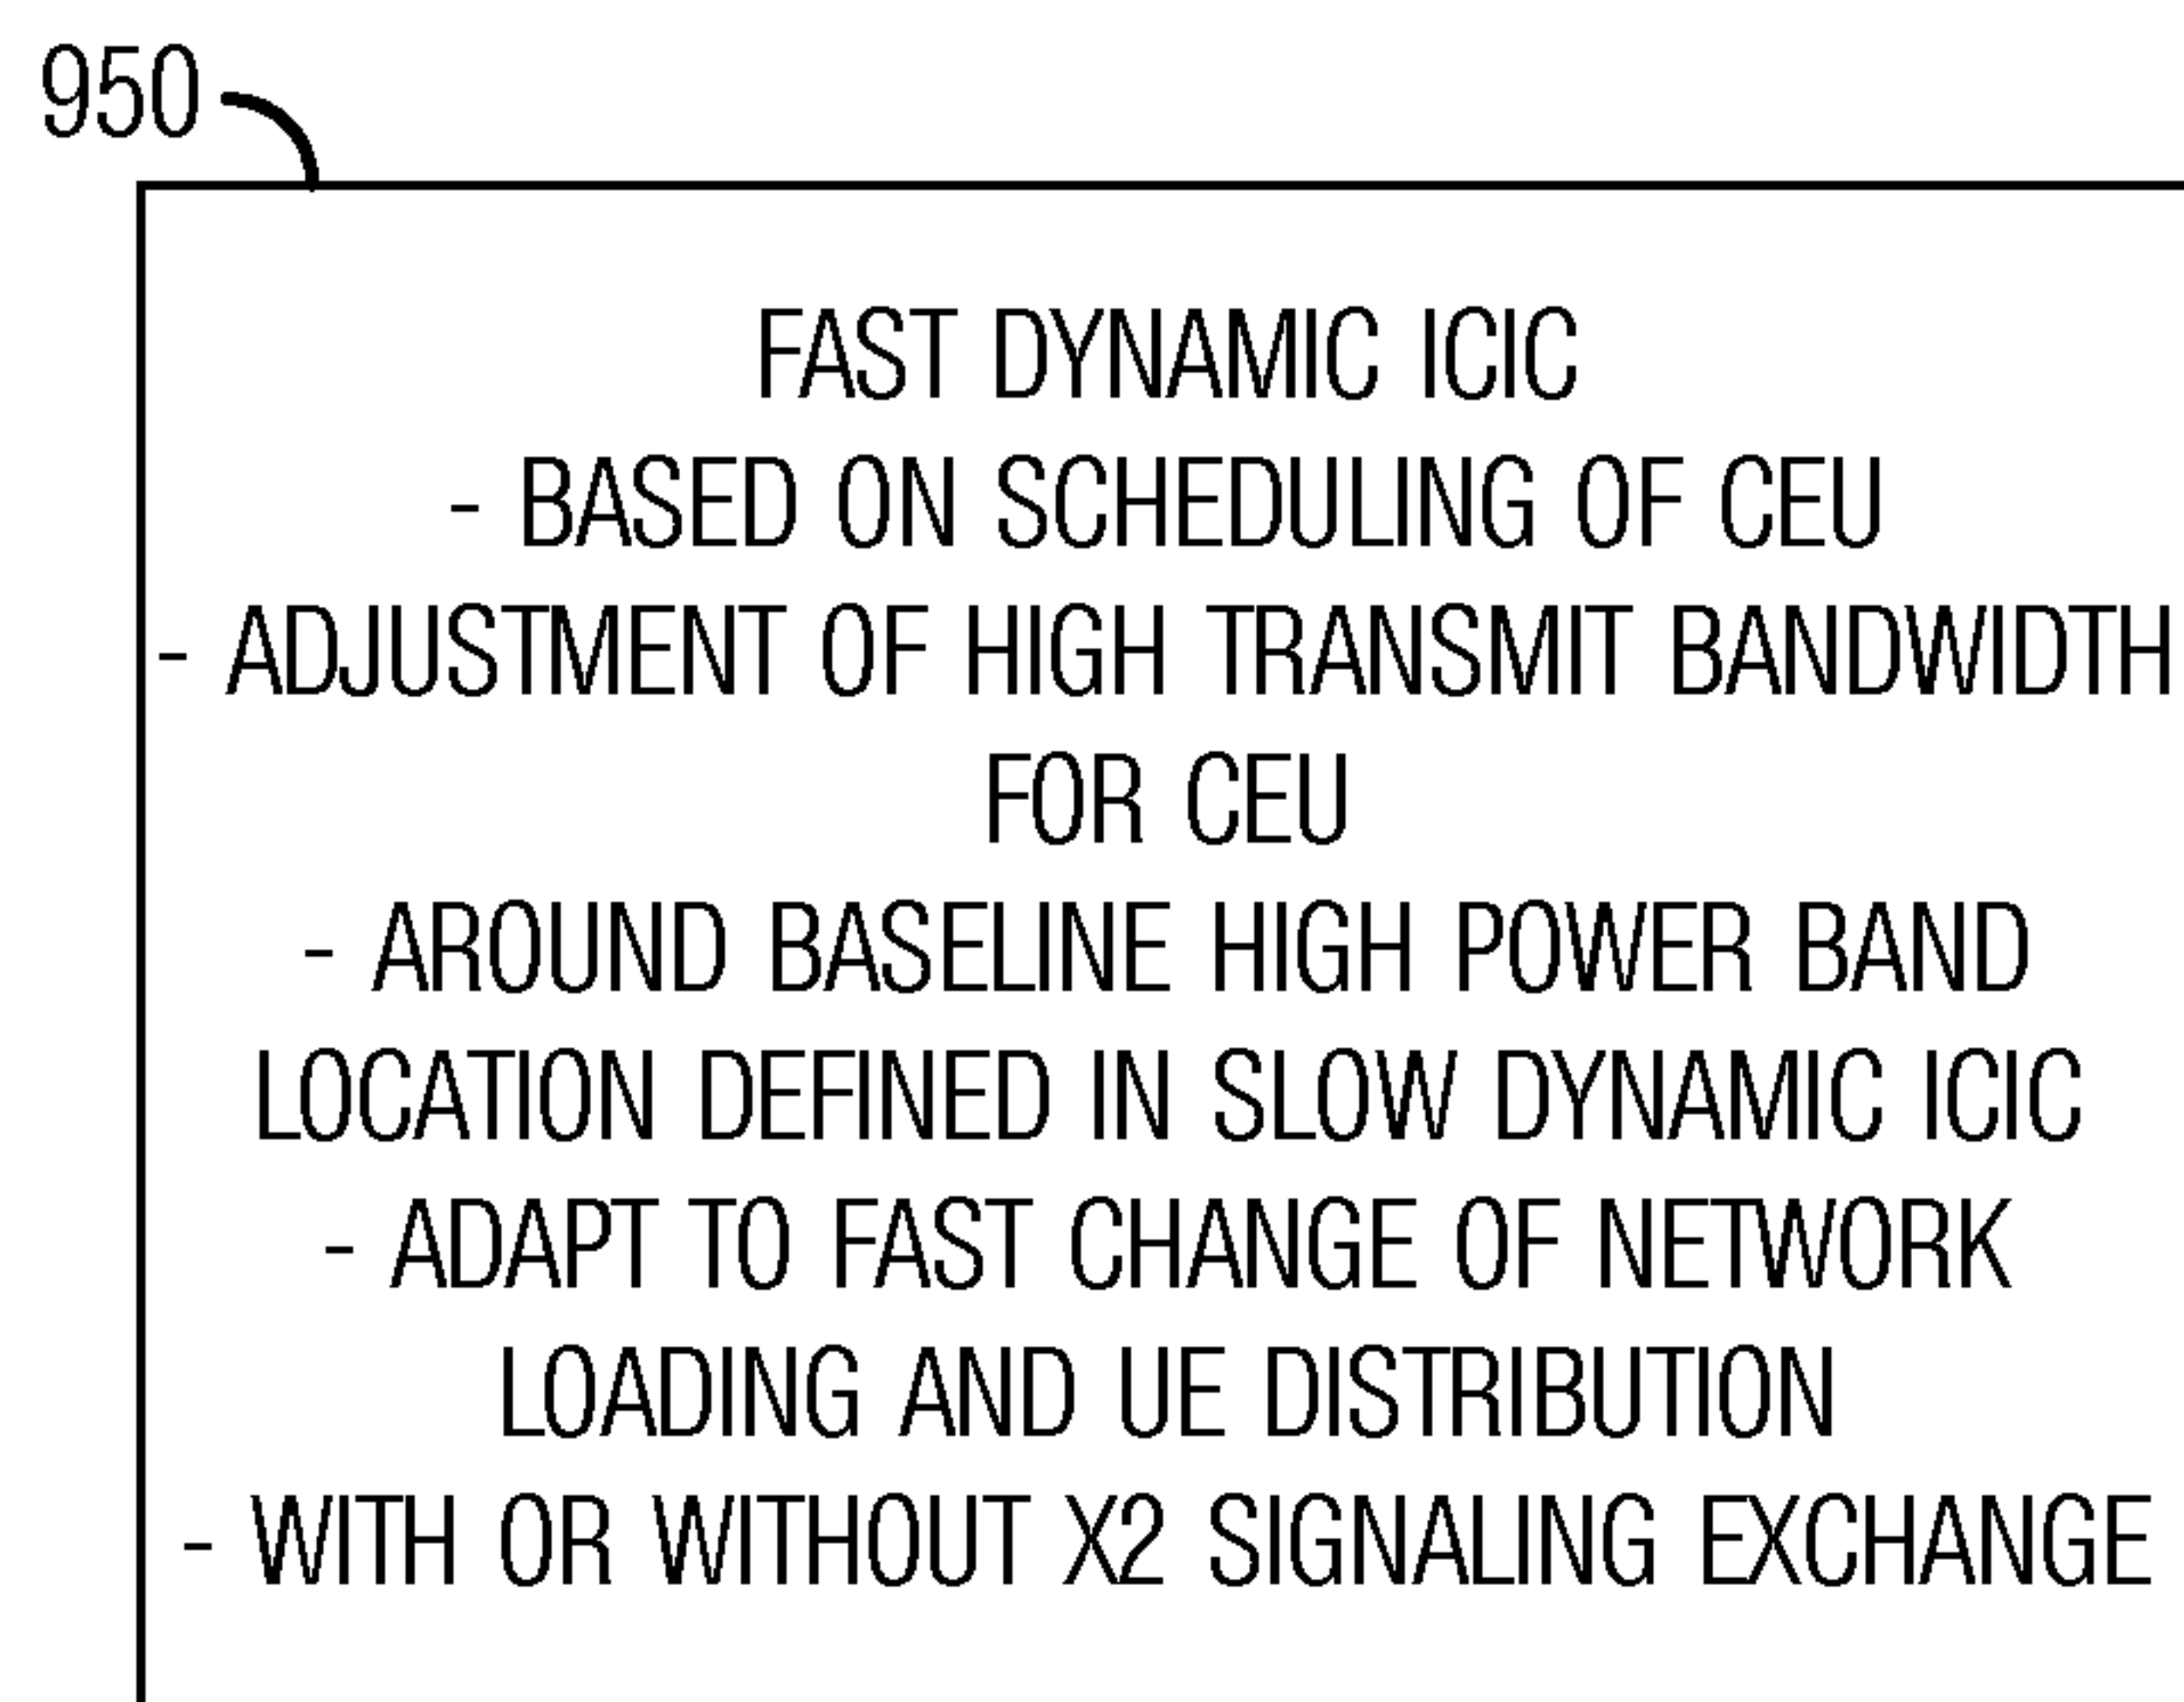 950
FAST DYNAMIC ICIC
- BASED ON SCHEDULING OF CEU
- ADJUSTMENT OF HIGH TRANSMIT BANDWIDTH
FOR CEU
- AROUND BASELINE HIGH POWER BAND
LOCATION DEFINED IN SLOW DYNAMIC ICIC
- ADAPT TO FAST CHANGE OF NETWORK
LOADING AND UE DISTRIBUTION
- WITH OR WITHOUT X2 SIGNALING EXCHANGE